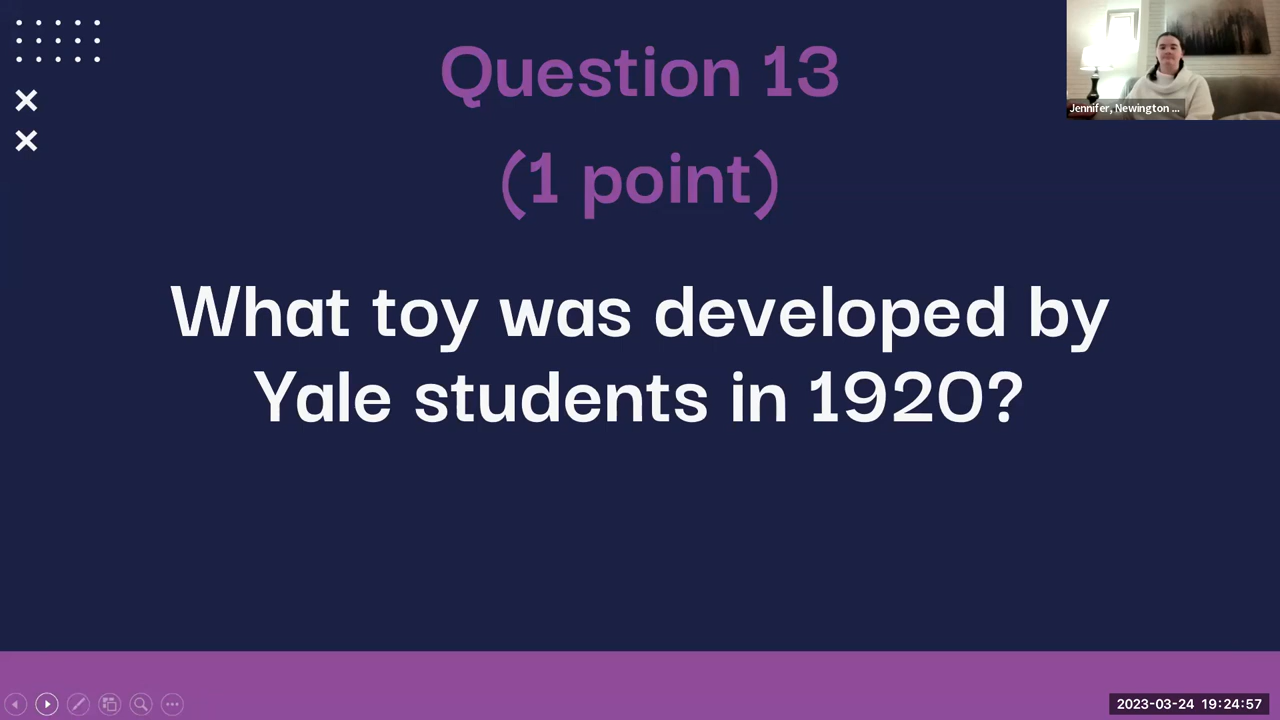 Question 13
(1 point)
Jennifer, Newington ...
What toy was developed by
Yale students in 1920?
2023-03-24 19:24:57